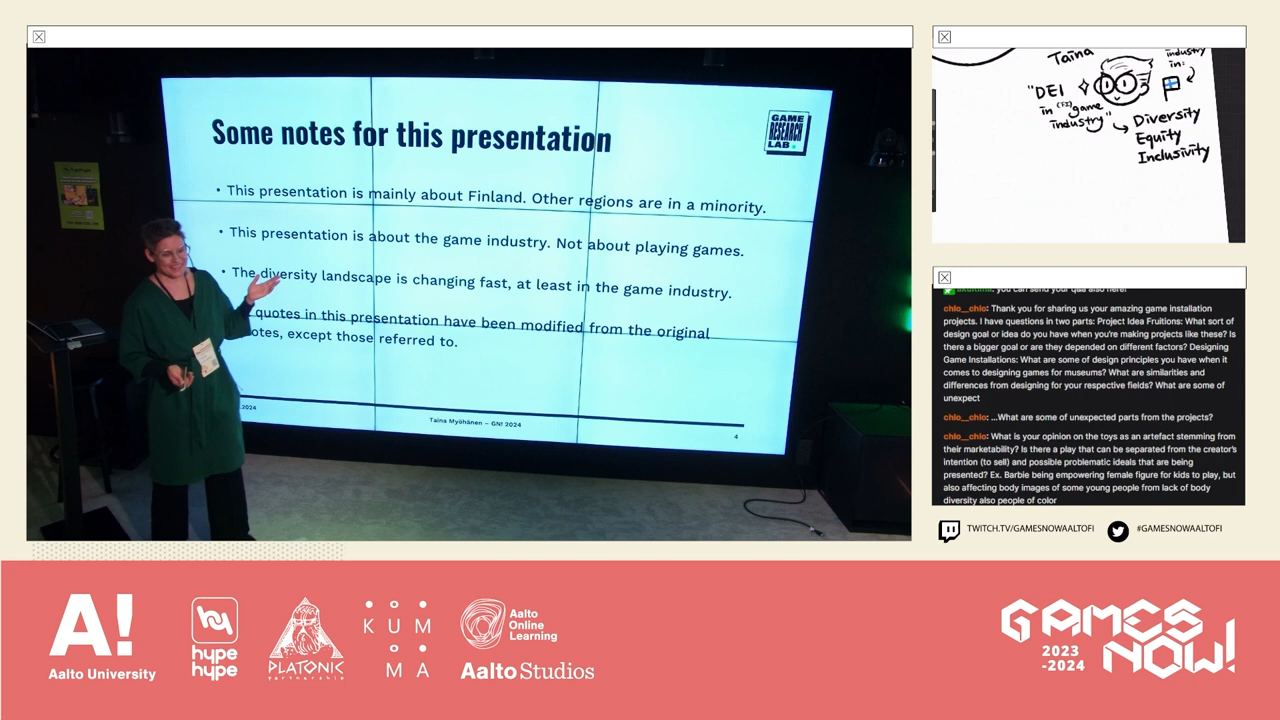 Some notes for this presentation
GAME
RESEARCH
LAB
• This presentation is mainly about Finland. Other regions are in a minority.
• This presentation is about the game industry. Not about playing games.
• The diversity landscape is changing fast, at least in the game industry.
quotes in this presentation have been modified from the original
otes, except those referred to.
.2024
Taina Myöhänen – GN! 2024
4
Taina
industry
in:
"DEI
in (FI) game
industry"
Diversity
Equity
Inclusivity
you can send your q&a also here!
chlo__chlo: Thank you for sharing us your amazing game installation
projects. I have questions in two parts: Project Idea Fruitions: What sort of
design goal or idea do you have when you're making projects like these? Is
there a bigger goal or are they depended on different factors? Designing
Game Installations: What are some of design principles you have when it
comes to designing games for museums? What are similarities and
differences from designing for your respective fields? What are some of
unexpect
chlo__chlo: ...What are some of unexpected parts from the projects?
chlo__chlo: What is your opinion on the toys as an artefact stemming from
their marketability? Is there a play that can be separated from the creator's
intention (to sell) and possible problematic ideals that are being
presented? Ex. Barbie being empowering female figure for kids to play, but
also affecting body images of some young people from lack of body
diversity also people of color
TWITCH.TV/GAMESNOWAALTOFI
#GAMESNOWAALTOFI
A!
Aalto University
hype
hype
PLATONIC
partnership
KUM
MA
Aalto
Online
Learning
Aalto Studios
GAMES
NOW!
2023
-2024